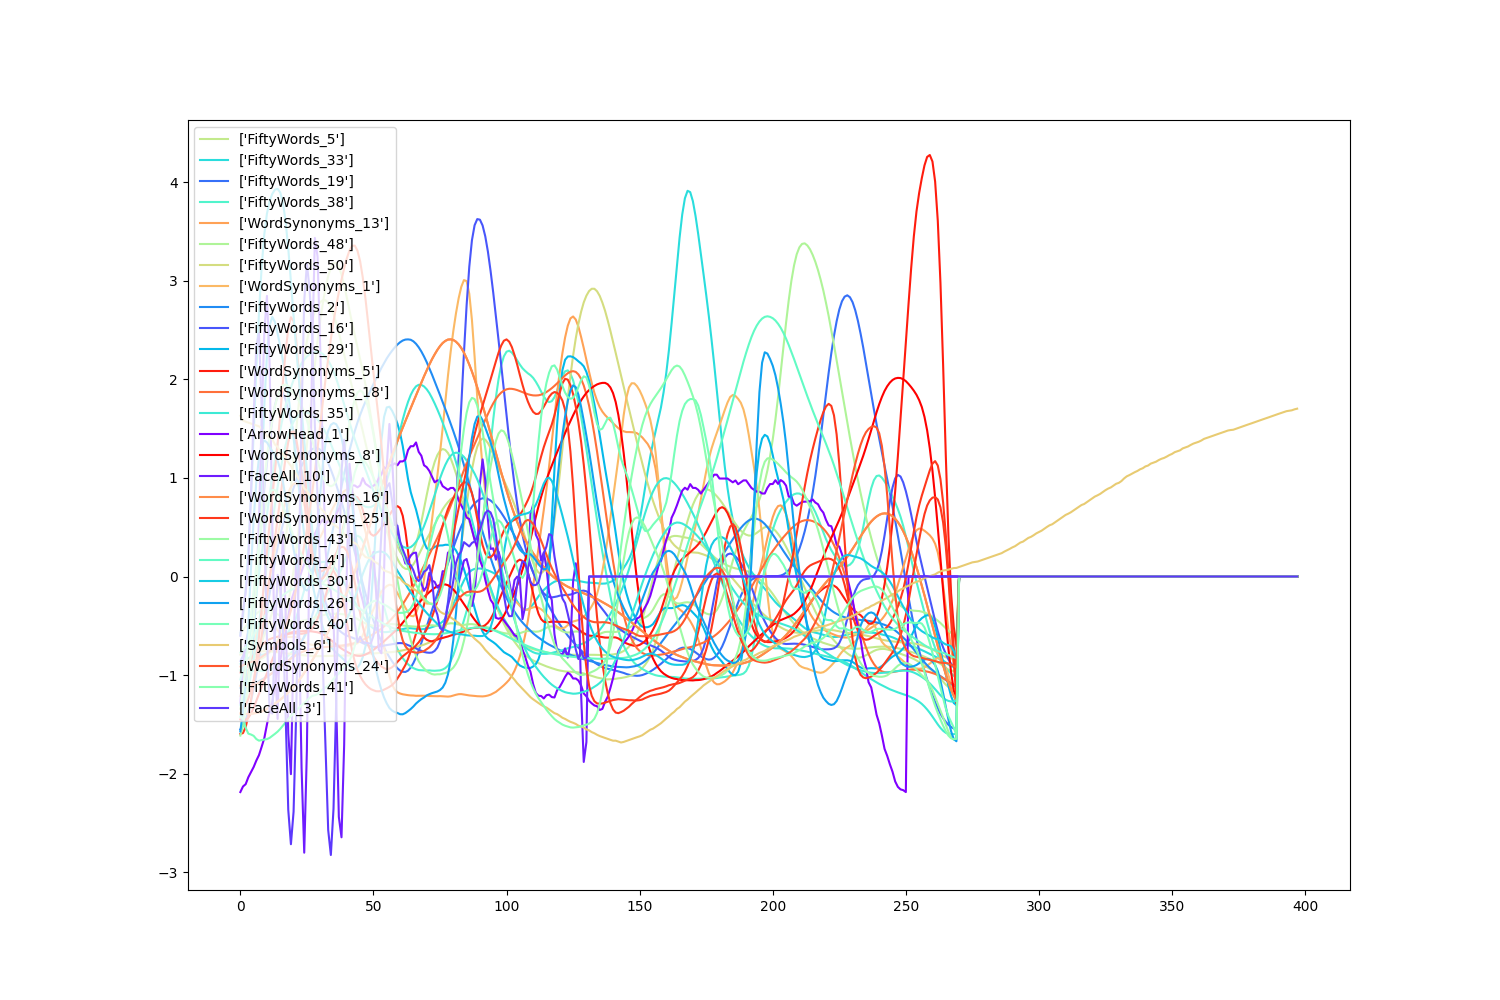 ['FiftyWords_5']
['FiftyWords_33']
['FiftyWords_19']
['FiftyWords_38']
['WordSynonyms_13']
['FiftyWords_48']
['FiftyWords_50']
['WordSynonyms_1']
['FiftyWords_2']
['FiftyWords_16']
['FiftyWords_29']
['WordSynonyms_5']
['WordSynonyms_18']
['FiftyWords_35']
['ArrowHead_1']
['WordSynonyms_8']
['FaceAll_10']
['WordSynonyms_16']
['WordSynonyms_25']
['FiftyWords_43']
['FiftyWords_4']
['FiftyWords_30']
['FiftyWords_26']
['FiftyWords_40']
['Symbols_6']
['WordSynonyms_24']
['FiftyWords_41']
['FaceAll_3']
4
3
2
1
0
−1
−2
−3
0 50 100 150 200 250 300 350 400